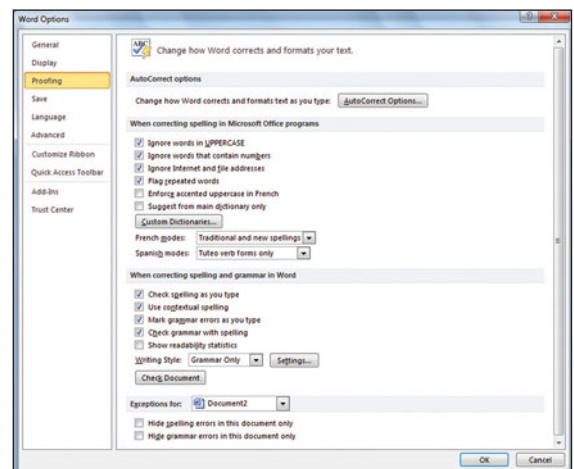 Word Options
General
Display
Proofing
Save
Language
Advanced
Customize Ribbon
Quick Access Toolbar
Add-Ins
Trust Center
ABC
Change how Word corrects and formats your text.
AutoCorrect options
Change how Word corrects and formats text as you type: AutoCorrect Options...
When correcting spelling in Microsoft Office programs
Ignore words in UPPERCASE
Ignore words that contain numbers
Ignore Internet and file addresses
Flag repeated words
Enforce accented uppercase in French
Suggest from main dictionary only
Custom Dictionaries...
French modes: Traditional and new spellings
Spanish modes: Tuteo verb forms only
When correcting spelling and grammar in Word
Check spelling as you type
Use contextual spelling
Mark grammar errors as you type
Check grammar with spelling
Show readability statistics
Writing Style: Grammar Only Settings...
Check Document
Exceptions for: Document2
Hide spelling errors in this document only
Hide grammar errors in this document only
OK Cancel